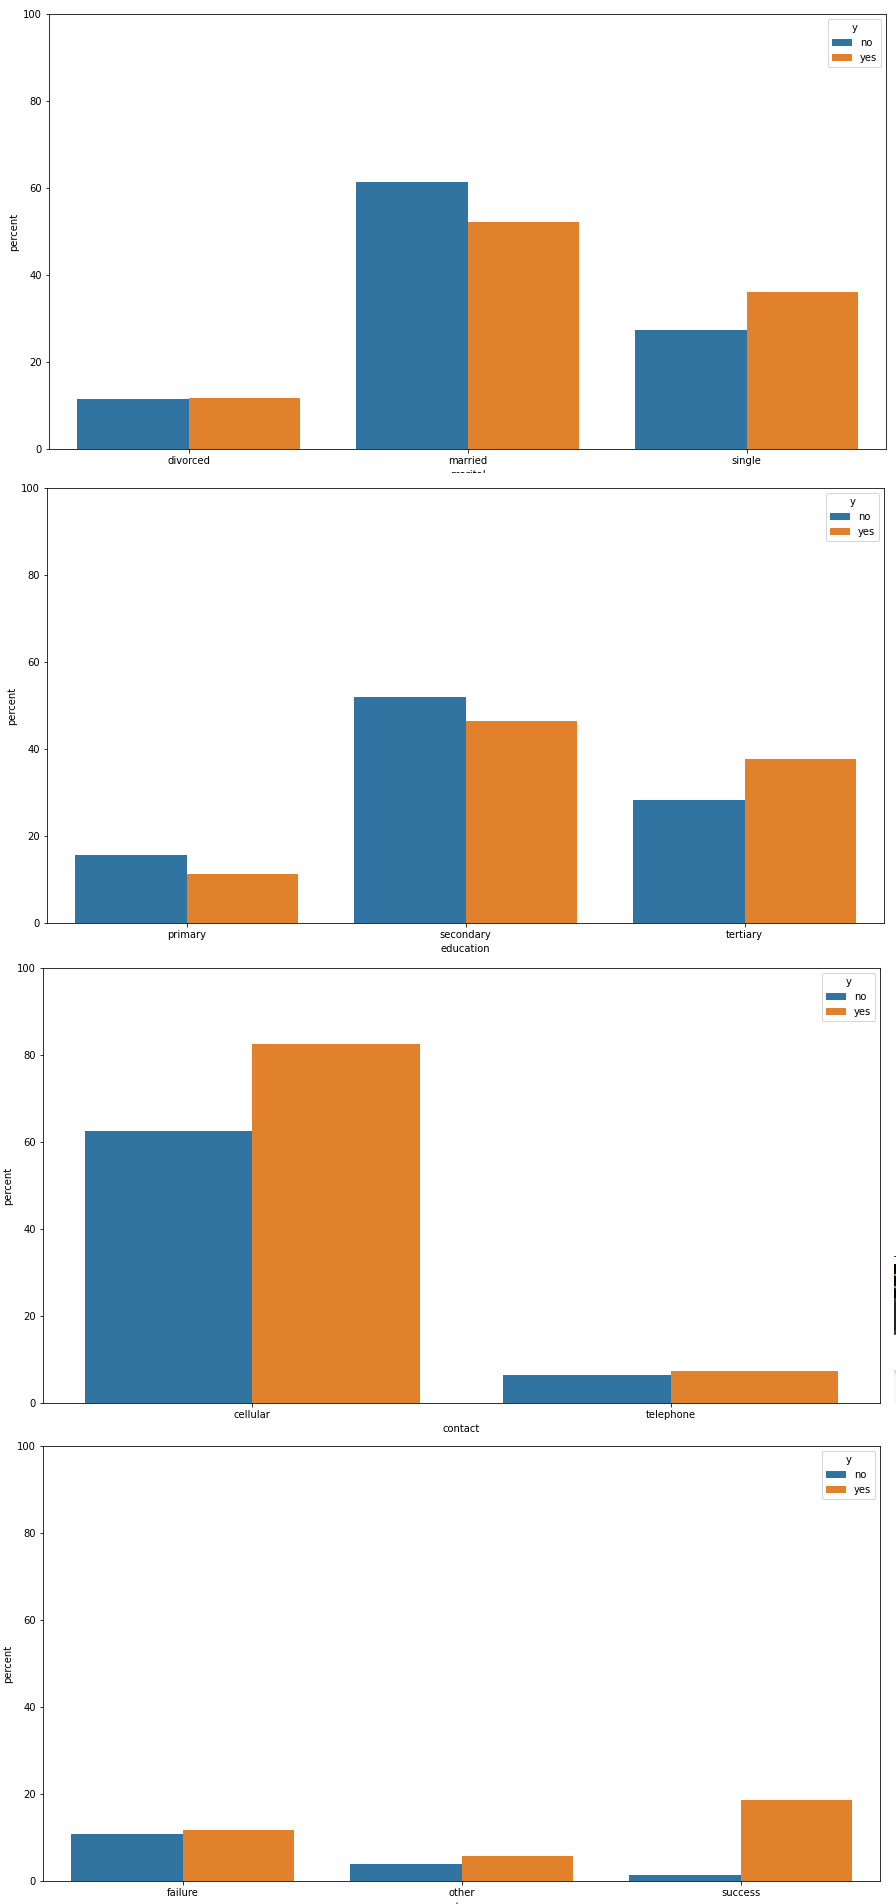 100
y
no
yes
80
60
percent
40
20
0
divorced married single
100
y
no
yes
80
60
percent
40
20
0
primary secondary tertiary
education
100
y
no
yes
80
60
percent
40
20
0
cellular telephone
contact
100
y
no
yes
80
60
percent
40
20
0
failure other success